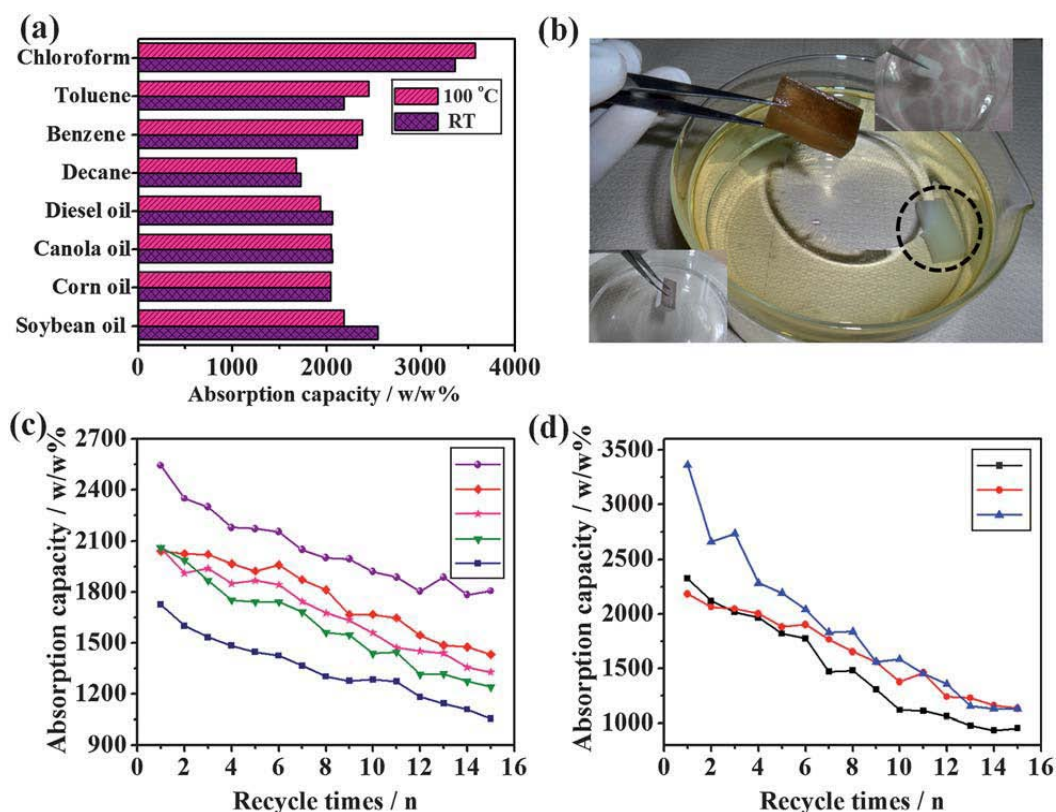 (a)
Chloroform
Toluene
Benzene
Decane
Diesel oil
Canola oil
Corn oil
Soybean oil
100 °C
RT
0 1000 2000 3000 4000
Absorption capacity / w/w%
(b)
(c)
2700
2400
2100
1800
1500
1200
900
Absorption capacity / w/w%
0 2 4 6 8 10 12 14 16
Recycle times / n
(d)
3500
3000
2500
2000
1500
1000
Absorption capacity / w/w%
0 2 4 6 8 10 12 14 16
Recycle times / n